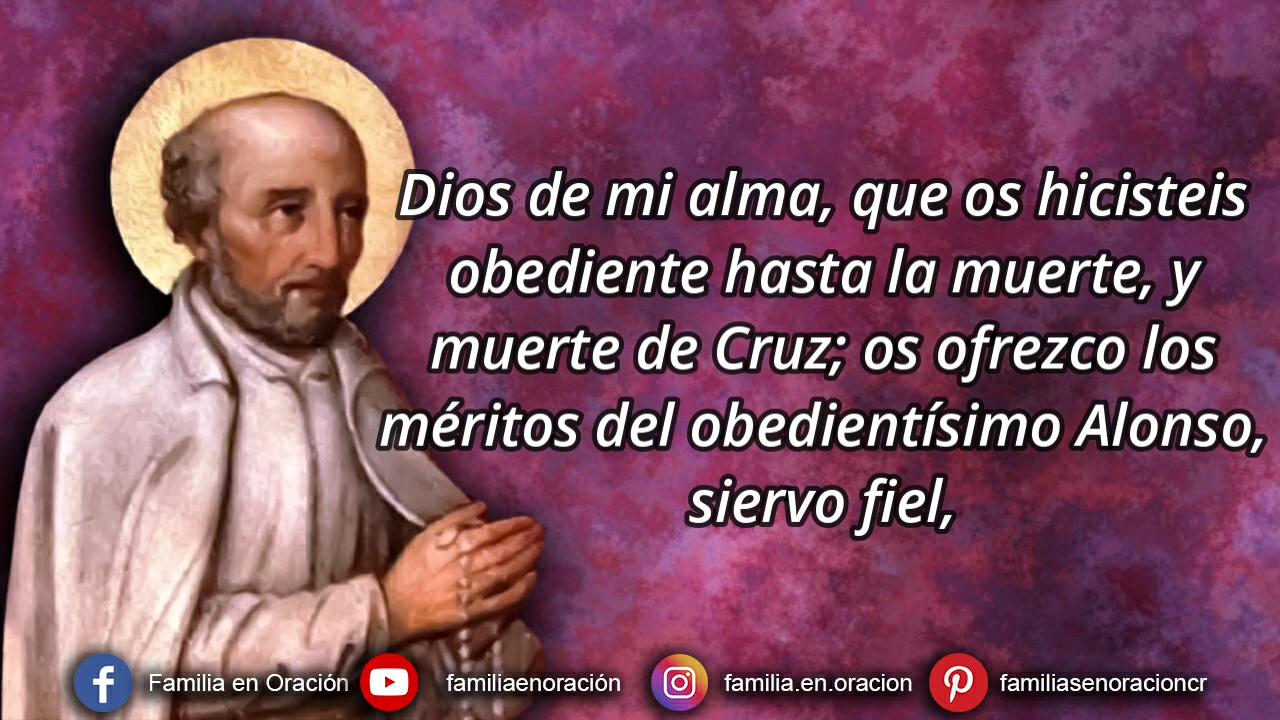 Dios de mi alma, que os hicisteis
obediente hasta la muerte, y
muerte de Cruz; os ofrezco los
méritos del obedientísimo Alonso,
siervo fiel,
Familia en Oración familiaenoración familia.en.oracion familiasenoracioncr